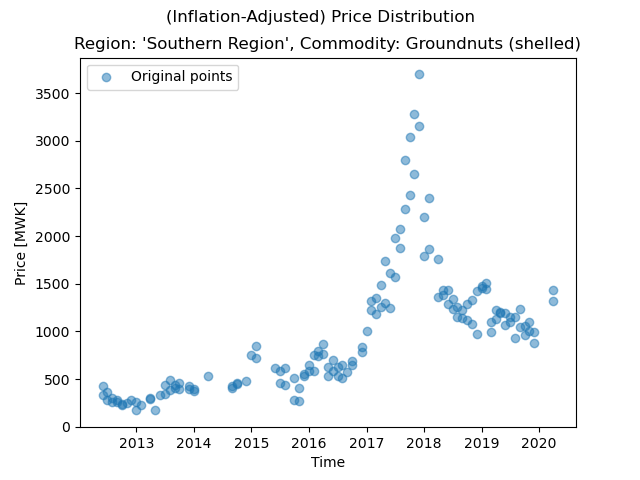 (Inflation-Adjusted) Price Distribution
Region: 'Southern Region', Commodity: Groundnuts (shelled)
Original points
3500
3000
2500
2000
1500
1000
500
0
Price [MWK]
2013 2014 2015 2016 2017 2018 2019 2020
Time